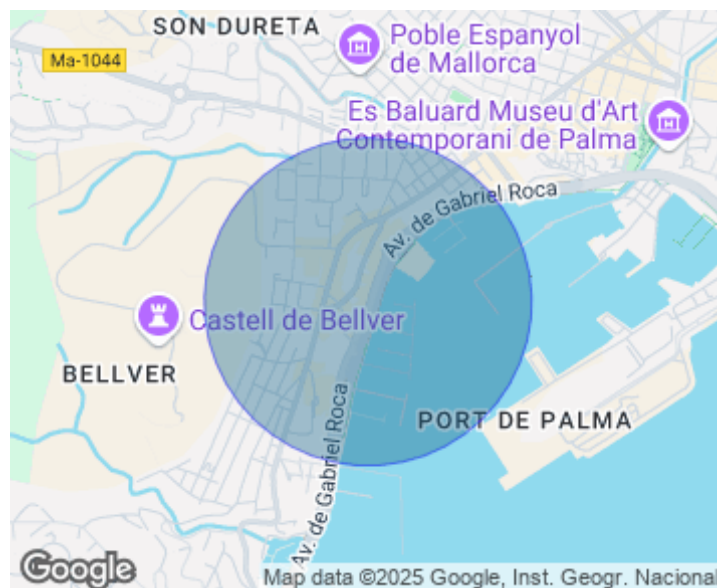 SON DURETA
Ma-1044
Poble Espanyol
de Mallorca
Es Baluard Museu d'Art
Contemporani de Palma
Av. de Gabriel Roca
Castell de Bellver
BELLVER
PORT DE PALMA
Av. de Gabriel Roca
Google
Map data ©2025 Google, Inst. Geogr. Nacional